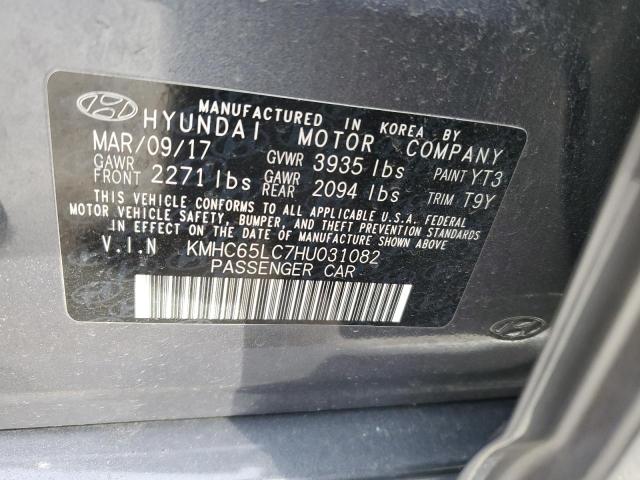 MANUFACTURED IN KOREA BY
HYUNDAI MOTOR COMPANY
MAR/09/17 GVWR 3935 lbs PAINT YT3
GAWR FRONT 2271 lbs GAWR REAR 2094 lbs TRIM T9Y
THIS VEHICLE CONFORMS TO ALL APPLICABLE U.S.A. FEDERAL
MOTOR VEHICLE SAFETY, BUMPER, AND THEFT PREVENTION STANDARDS
IN EFFECT ON THE DATE OF MANUFACTURE SHOWN ABOVE.
V.I.N KMHC65LC7HU031082
PASSENGER CAR